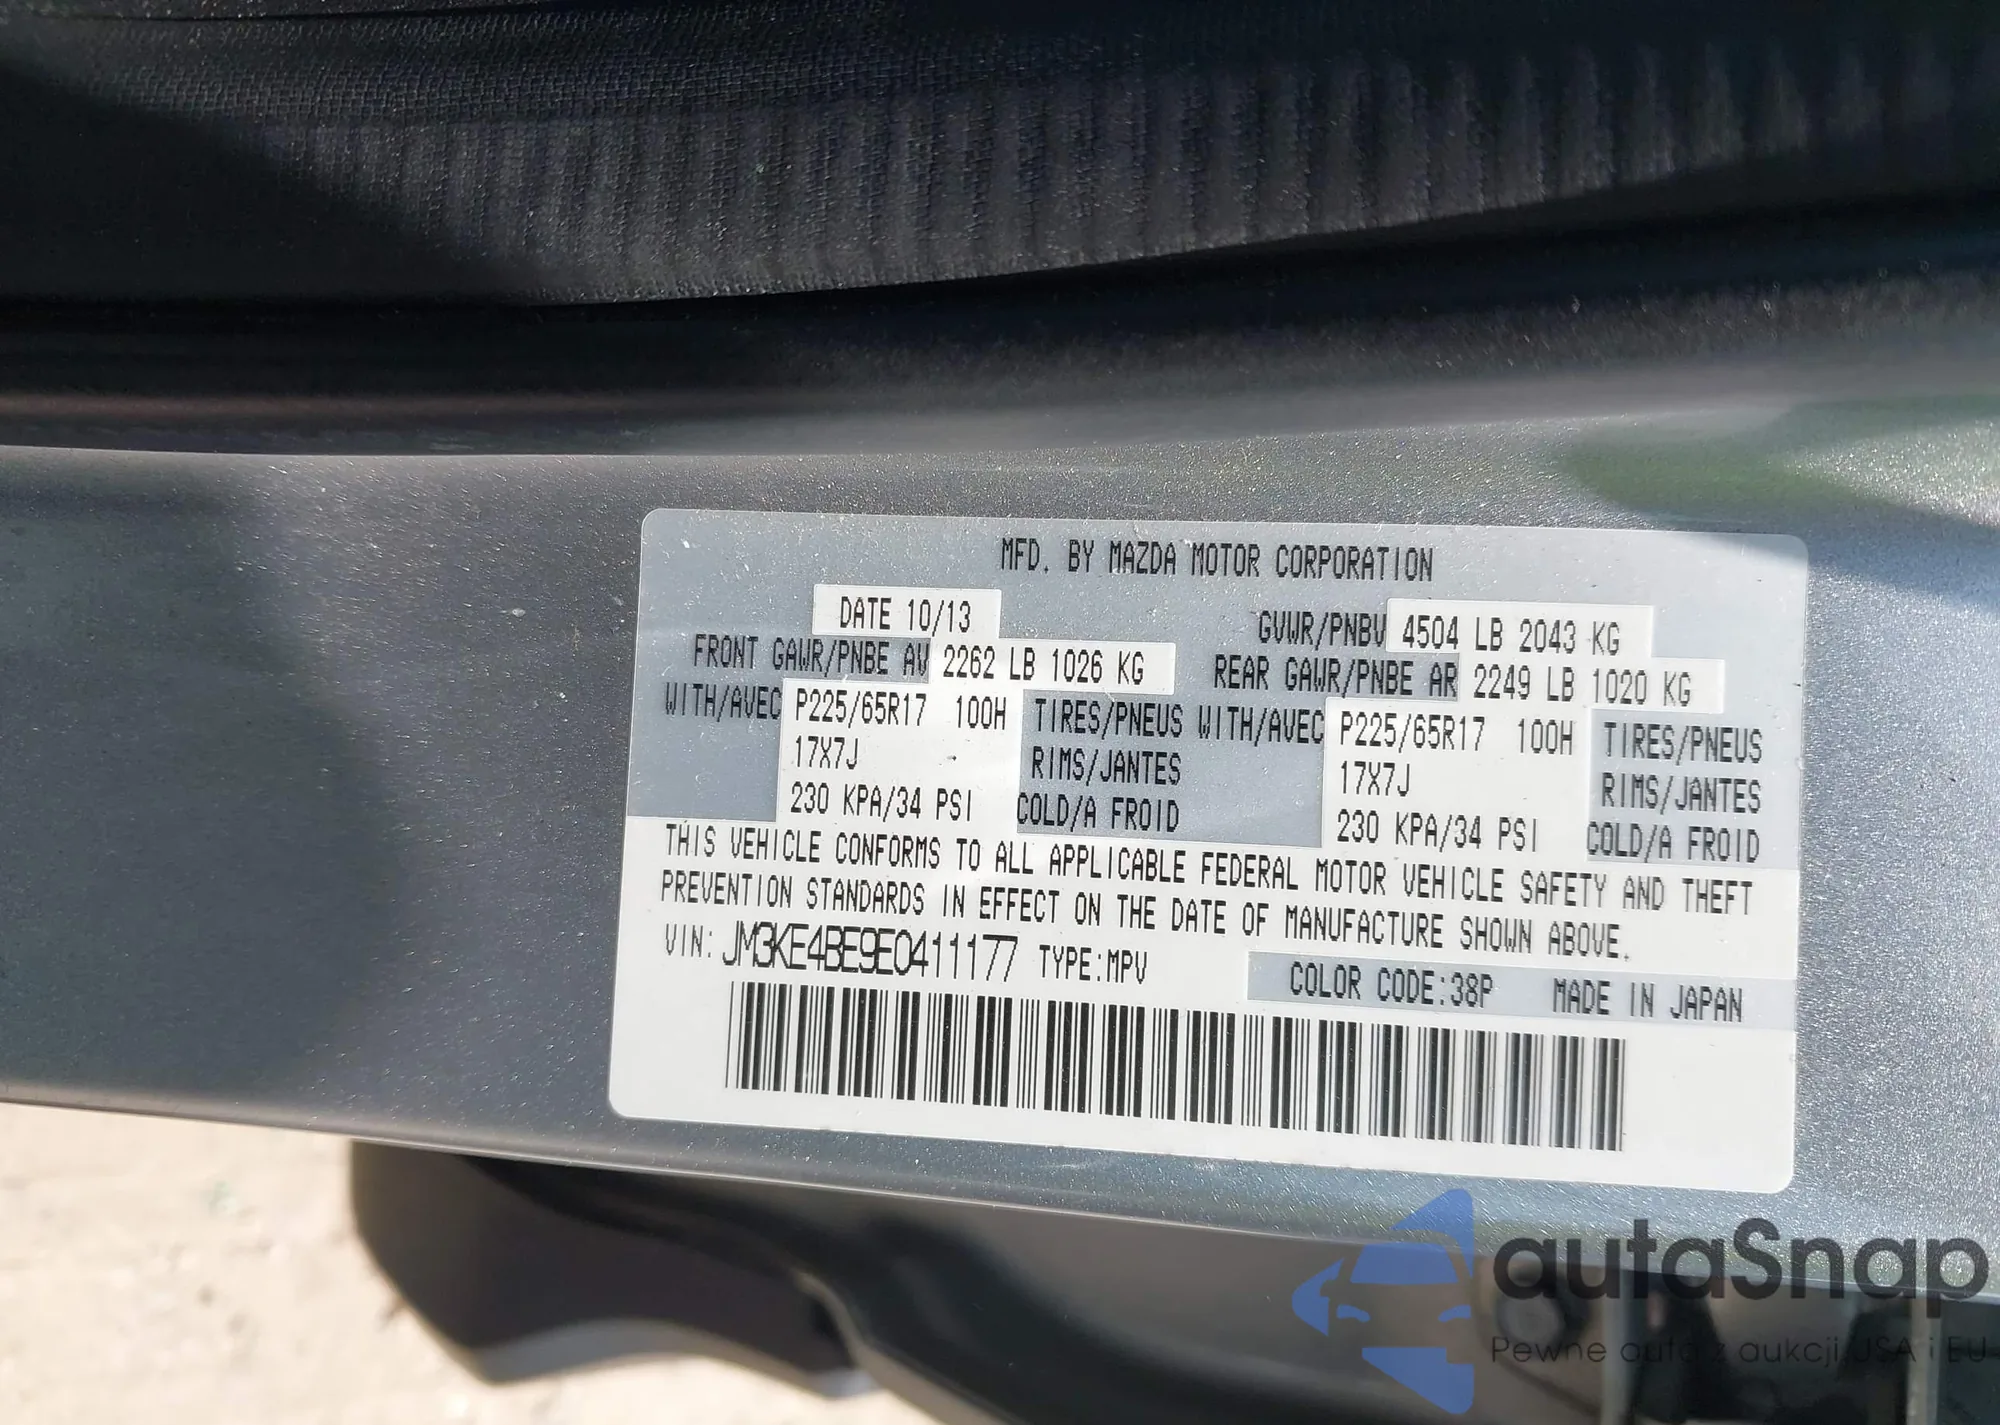 MFD. BY MAZDA MOTOR CORPORATION
DATE 10/13 GVWR/PNBV 4504 LB 2043 KG
FRONT GAWR/PNBE AV 2262 LB 1026 KG REAR GAWR/PNBE AR 2249 LB 1020 KG
WITH/AVEC P225/65R17 100H TIRES/PNEUS WITH/AVEC P225/65R17 100H TIRES/PNEUS
17X7J RIMS/JANTES 17X7J RIMS/JANTES
230 KPA/34 PSI COLD/A FROID 230 KPA/34 PSI COLD/A FROID
THIS VEHICLE CONFORMS TO ALL APPLICABLE FEDERAL MOTOR VEHICLE SAFETY AND THEFT
PREVENTION STANDARDS IN EFFECT ON THE DATE OF MANUFACTURE SHOWN ABOVE.
VIN: JM3KE4BE9E0411177 TYPE:MPV COLOR CODE:38P MADE IN JAPAN
autaSnap
Pewne auta z aukcji USA i EU